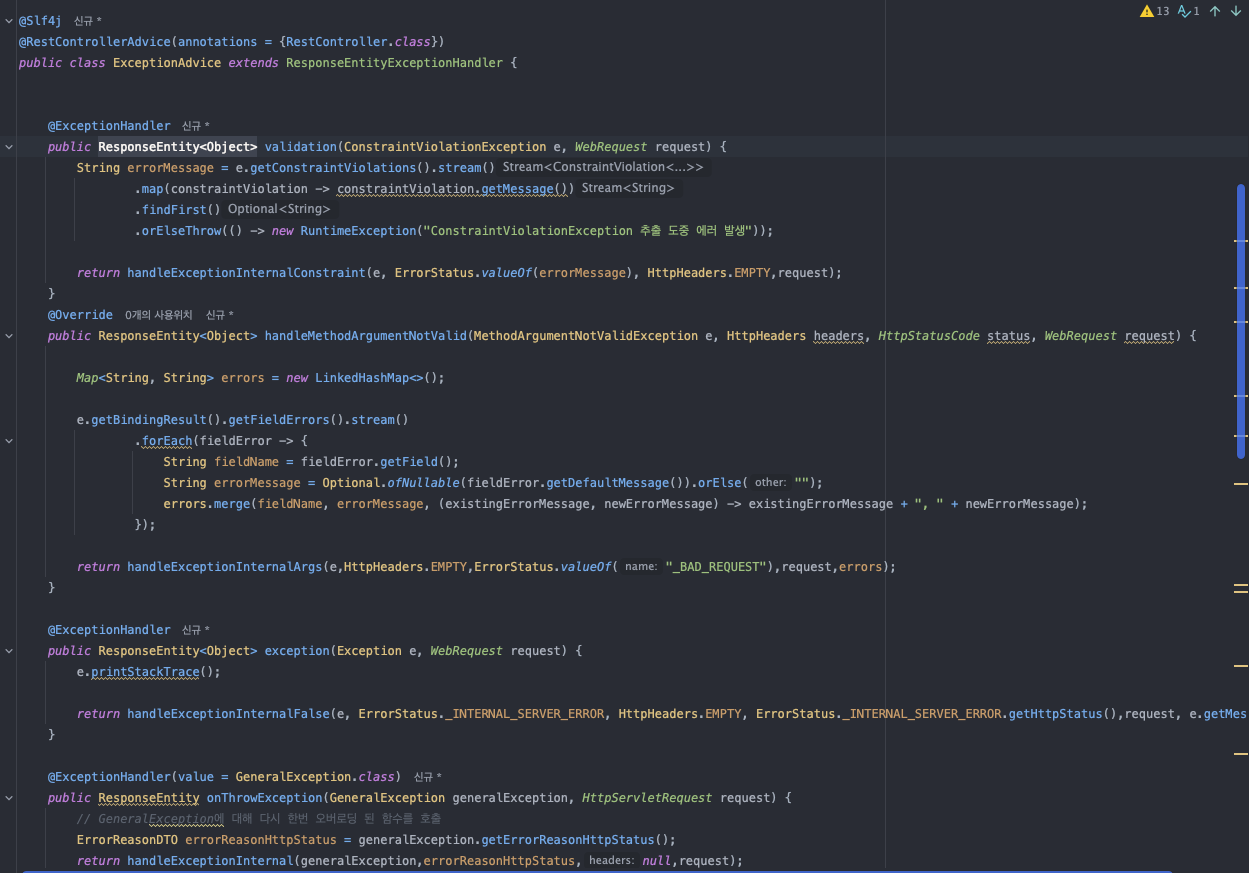 13 1
@Slf4j 신규 *
@RestControllerAdvice(annotations = {RestController.class})
public class ExceptionAdvice extends ResponseEntityExceptionHandler {
@ExceptionHandler 신규 *
public ResponseEntity<Object> validation(ConstraintViolationException e, WebRequest request) {
String errorMessage = e.getConstraintViolations().stream() Stream<ConstraintViolation<...>>
.map(constraintViolation -> constraintViolation.getMessage()) Stream<String>
.findFirst() Optional<String>
.orElseThrow(() -> new RuntimeException("ConstraintViolationException 추출 도중 에러 발생"));
return handleExceptionInternalConstraint(e, ErrorStatus.valueOf(errorMessage), HttpHeaders.EMPTY,request);
}
@Override 0개의 사용위치 신규 *
public ResponseEntity<Object> handleMethodArgumentNotValid(MethodArgumentNotValidException e, HttpHeaders headers, HttpStatusCode status, WebRequest request) {
Map<String, String> errors = new LinkedHashMap<>();
e.getBindingResult().getFieldErrors().stream()
.forEach(fieldError -> {
String fieldName = fieldError.getField();
String errorMessage = Optional.ofNullable(fieldError.getDefaultMessage()).orElse( other: "");
errors.merge(fieldName, errorMessage, (existingErrorMessage, newErrorMessage) -> existingErrorMessage + ", " + newErrorMessage);
});
return handleExceptionInternalArgs(e,HttpHeaders.EMPTY,ErrorStatus.valueOf( name: "_BAD_REQUEST"),request,errors);
}
@ExceptionHandler 신규 *
public ResponseEntity<Object> exception(Exception e, WebRequest request) {
e.printStackTrace();
return handleExceptionInternalFalse(e, ErrorStatus._INTERNAL_SERVER_ERROR, HttpHeaders.EMPTY, ErrorStatus._INTERNAL_SERVER_ERROR.getHttpStatus(),request, e.getMes
}
@ExceptionHandler(value = GeneralException.class) 신규 *
public ResponseEntity onThrowException(GeneralException generalException, HttpServletRequest request) {
// GeneralException에 대해 다시 한번 오버로딩 된 함수를 호출
ErrorReasonDTO errorReasonHttpStatus = generalException.getErrorReasonHttpStatus();
return handleExceptionInternal(generalException,errorReasonHttpStatus, headers: null,request);